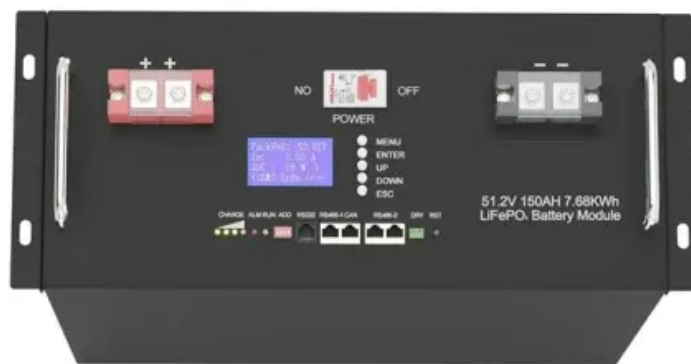 + +
− −
NO
OFF
POWER
MENU
ENTER
UP
DOWN
ESC
51.2V 150AH 7.68KWh
LiFePO₄ Battery Module
CHARGE ALM RUN ADD RS232 RS485-1 CAN RS485-2 DRY RST